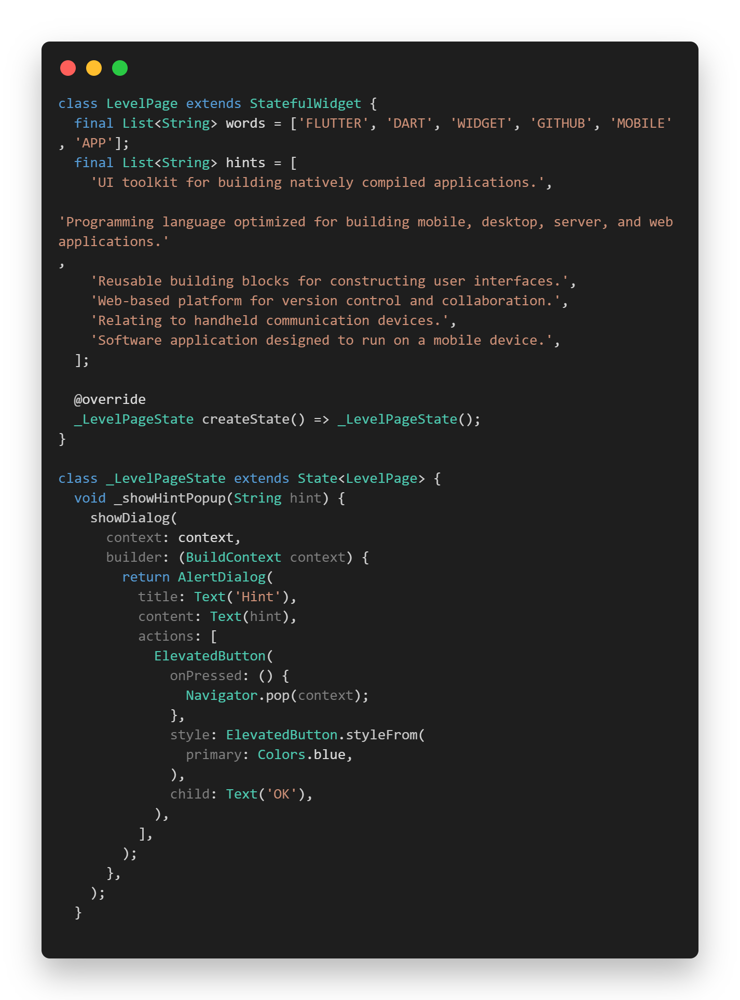 class LevelPage extends StatefulWidget {
  final List<String> words = ['FLUTTER', 'DART', 'WIDGET', 'GITHUB', 'MOBILE'
, 'APP'];
  final List<String> hints = [
    'UI toolkit for building natively compiled applications.',

'Programming language optimized for building mobile, desktop, server, and web
applications.'
,
    'Reusable building blocks for constructing user interfaces.',
    'Web-based platform for version control and collaboration.',
    'Relating to handheld communication devices.',
    'Software application designed to run on a mobile device.',
  ];

  @override
  _LevelPageState createState() => _LevelPageState();
}

class _LevelPageState extends State<LevelPage> {
  void _showHintPopup(String hint) {
    showDialog(
      context: context,
      builder: (BuildContext context) {
        return AlertDialog(
          title: Text('Hint'),
          content: Text(hint),
          actions: [
            ElevatedButton(
              onPressed: () {
                Navigator.pop(context);
              },
              style: ElevatedButton.styleFrom(
                primary: Colors.blue,
              ),
              child: Text('OK'),
            ),
          ],
        );
      },
    );
  }